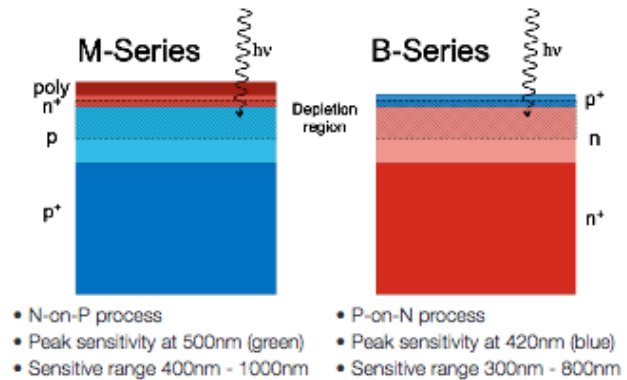 M-Series
hν
poly
n+
p
p+
• N-on-P process
• Peak sensitivity at 500nm (green)
• Sensitive range 400nm - 1000nm
Depletion
region
B-Series
hν
p+
n
n+
• P-on-N process
• Peak sensitivity at 420nm (blue)
• Sensitive range 300nm - 800nm